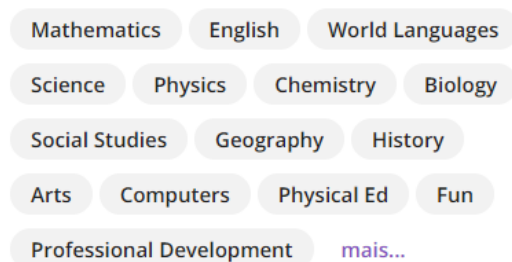 Mathematics English World Languages
Science Physics Chemistry Biology
Social Studies Geography History
Arts Computers Physical Ed Fun
Professional Development mais...